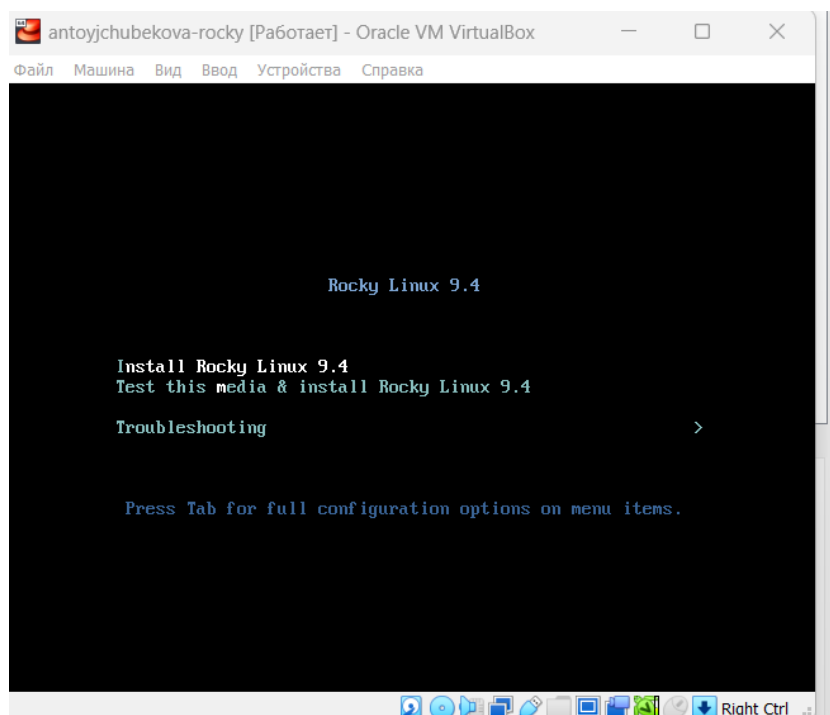 antoyjchubekova-rocky [Работает] - Oracle VM VirtualBox
Файл Машина Вид Ввод Устройства Справка
Rocky Linux 9.4
Install Rocky Linux 9.4
Test this media & install Rocky Linux 9.4
Troubleshooting >
Press Tab for full configuration options on menu items.
Right Ctrl